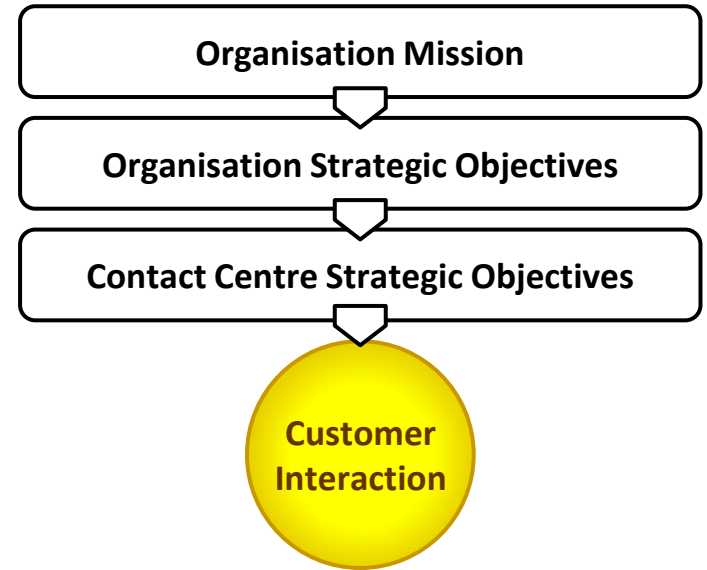 Organisation Mission
Organisation Strategic Objectives
Contact Centre Strategic Objectives
Customer
Interaction